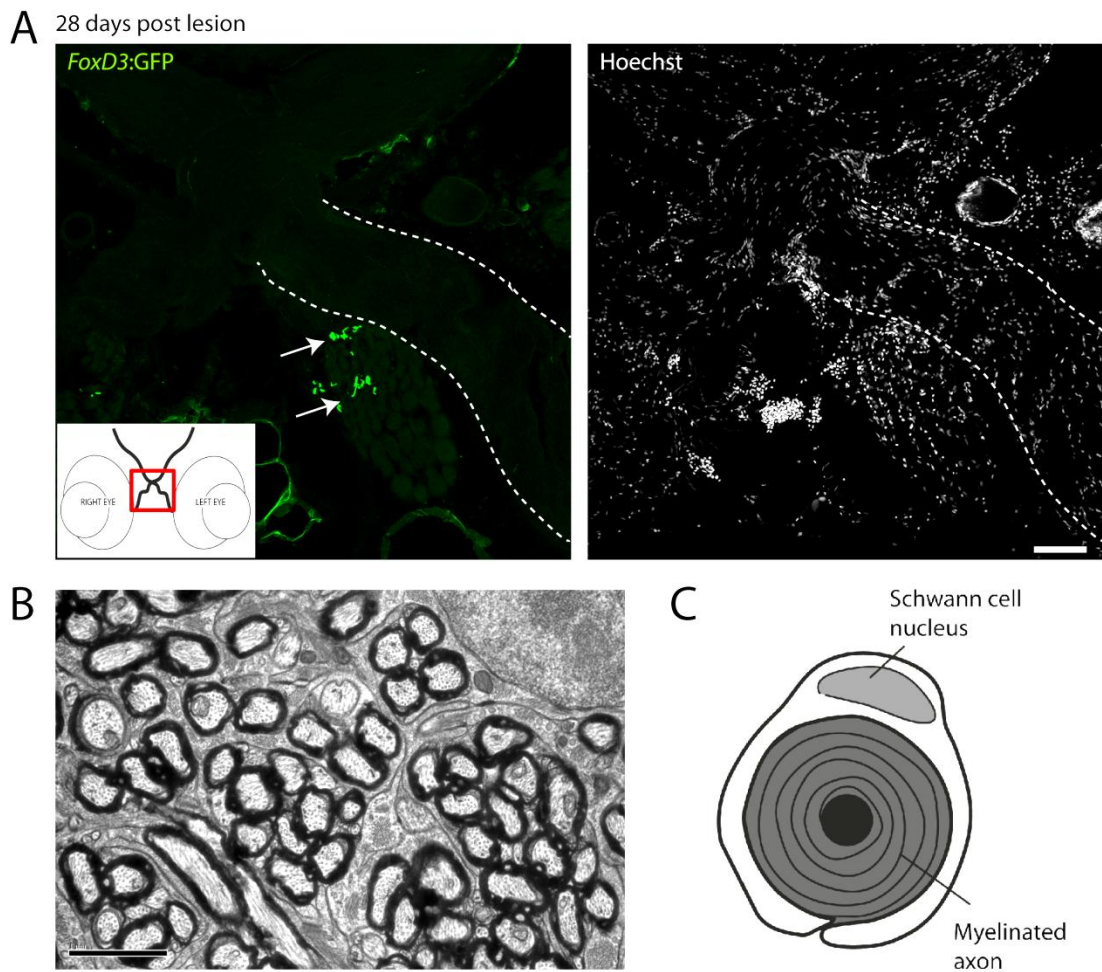 A
28 days post lesion
FoxD3:GFP
Hoechst
RIGHT EYE
LEFT EYE
B
C
Schwann cell
nucleus
Myelinated
axon